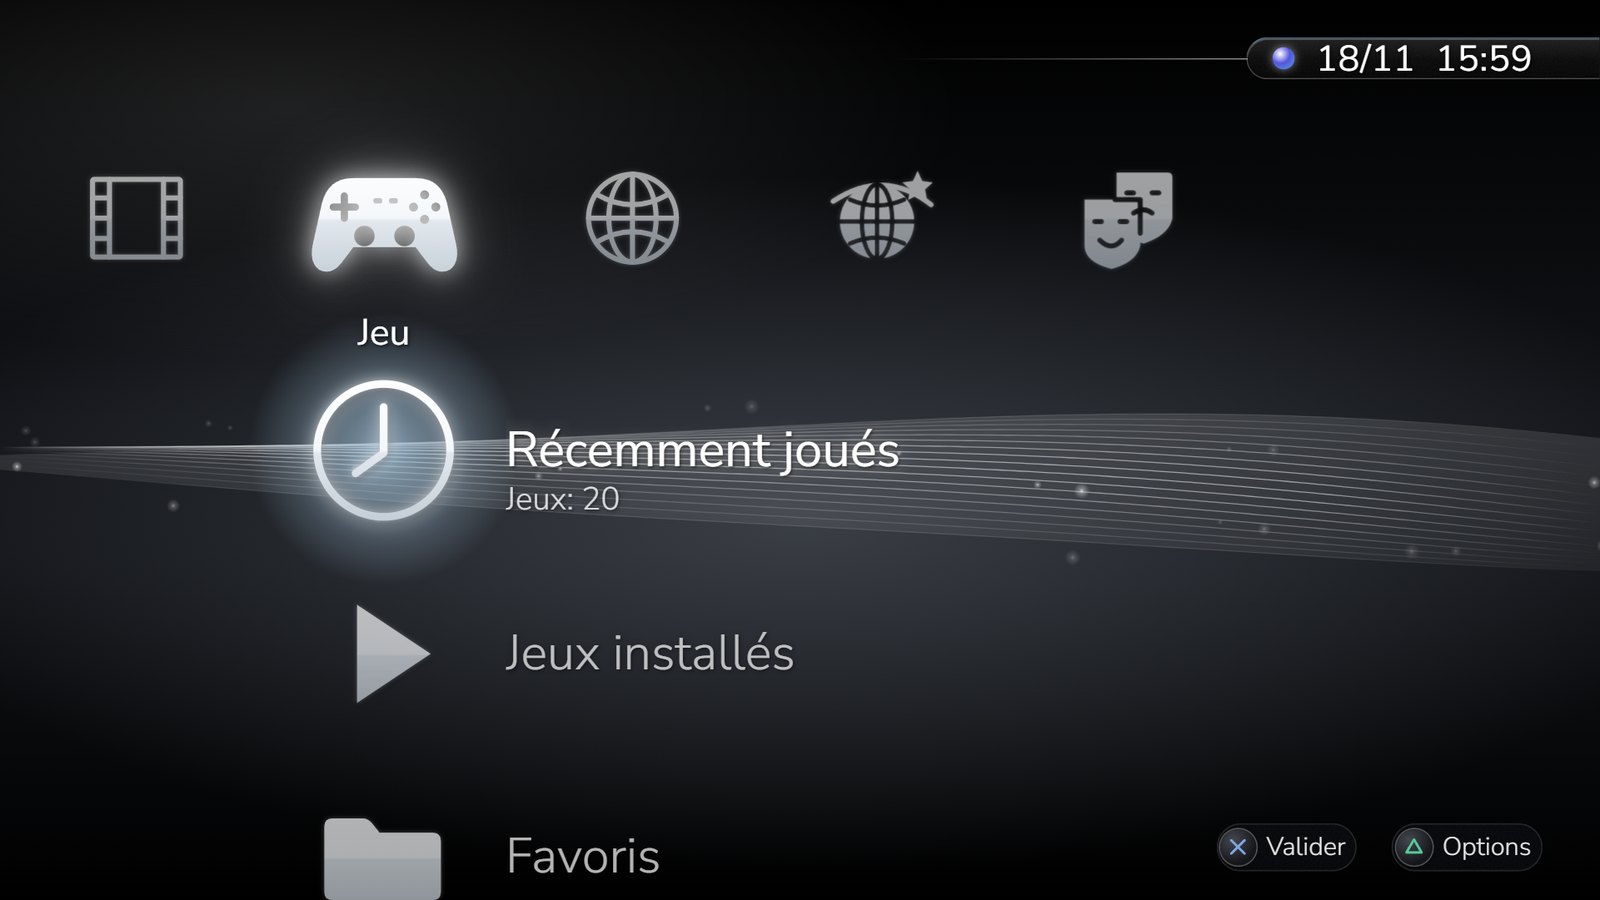 18/11 15:59
Jeu
Récemment joués
Jeux: 20
Jeux installés
Favoris
Valider
Options